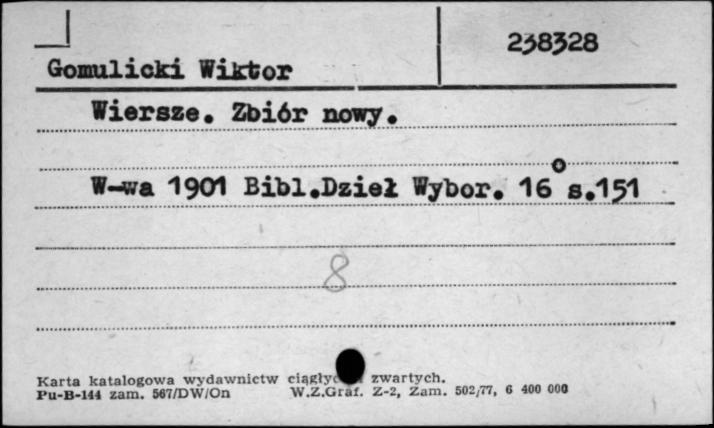 238328
Gomulicki Wiktor
Wiersze. Zbiór nowy.
W-wa 1901 Bibl.Dzieł Wybor. 16° s.151
8
Karta katalogowa wydawnictw zwartych.
Pu-B-144 zam. 567/DW/On W.Z.Graf. Z-2, Zam. 502/77, 6 400 000